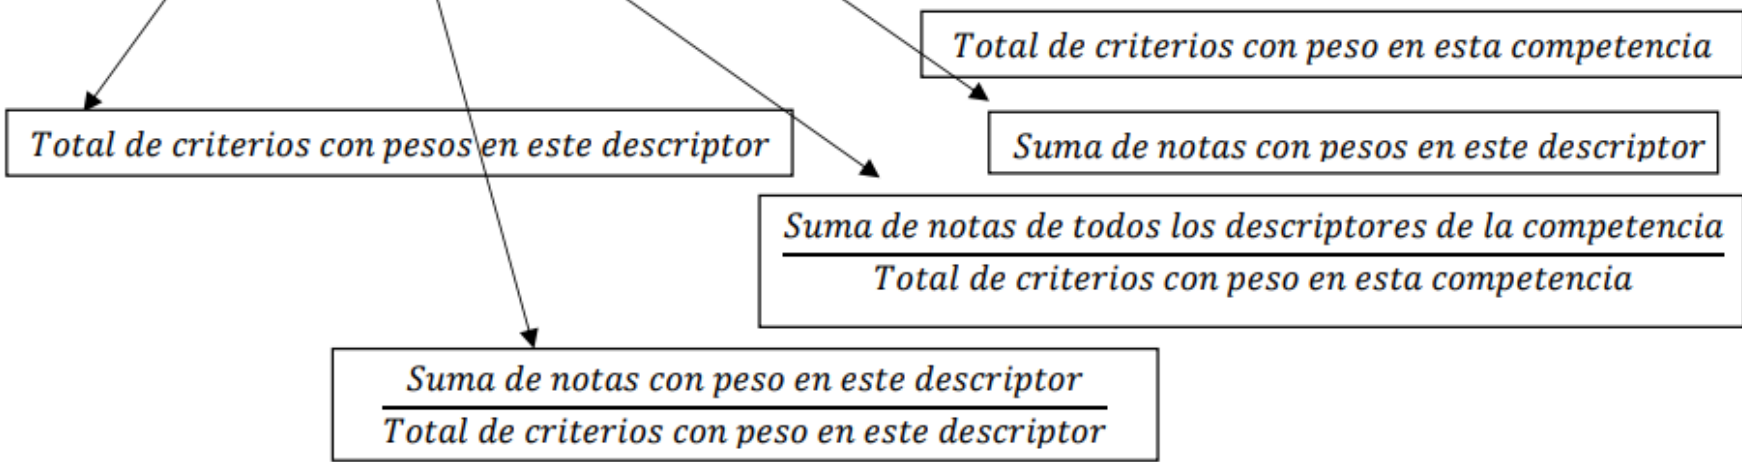 Total de criterios con peso en esta competencia
Total de criterios con pesos en este descriptor
Suma de notas con pesos en este descriptor
Suma de notas de todos los descriptores de la competencia
Total de criterios con peso en esta competencia
Suma de notas con peso en este descriptor
Total de criterios con peso en este descriptor